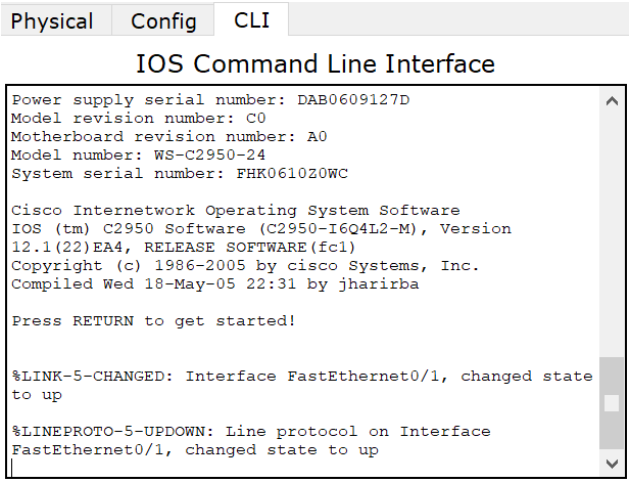 Physical Config CLI
IOS Command Line Interface
Power supply serial number: DAB0609127D
Model revision number: C0
Motherboard revision number: A0
Model number: WS-C2950-24
System serial number: FHK0610Z0WC
Cisco Internetwork Operating System Software
IOS (tm) C2950 Software (C2950-I6Q4L2-M), Version
12.1(22)EA4, RELEASE SOFTWARE(fc1)
Copyright (c) 1986-2005 by cisco Systems, Inc.
Compiled Wed 18-May-05 22:31 by jharirba
Press RETURN to get started!
%LINK-5-CHANGED: Interface FastEthernet0/1, changed state
to up
%LINEPROTO-5-UPDOWN: Line protocol on Interface
FastEthernet0/1, changed state to up